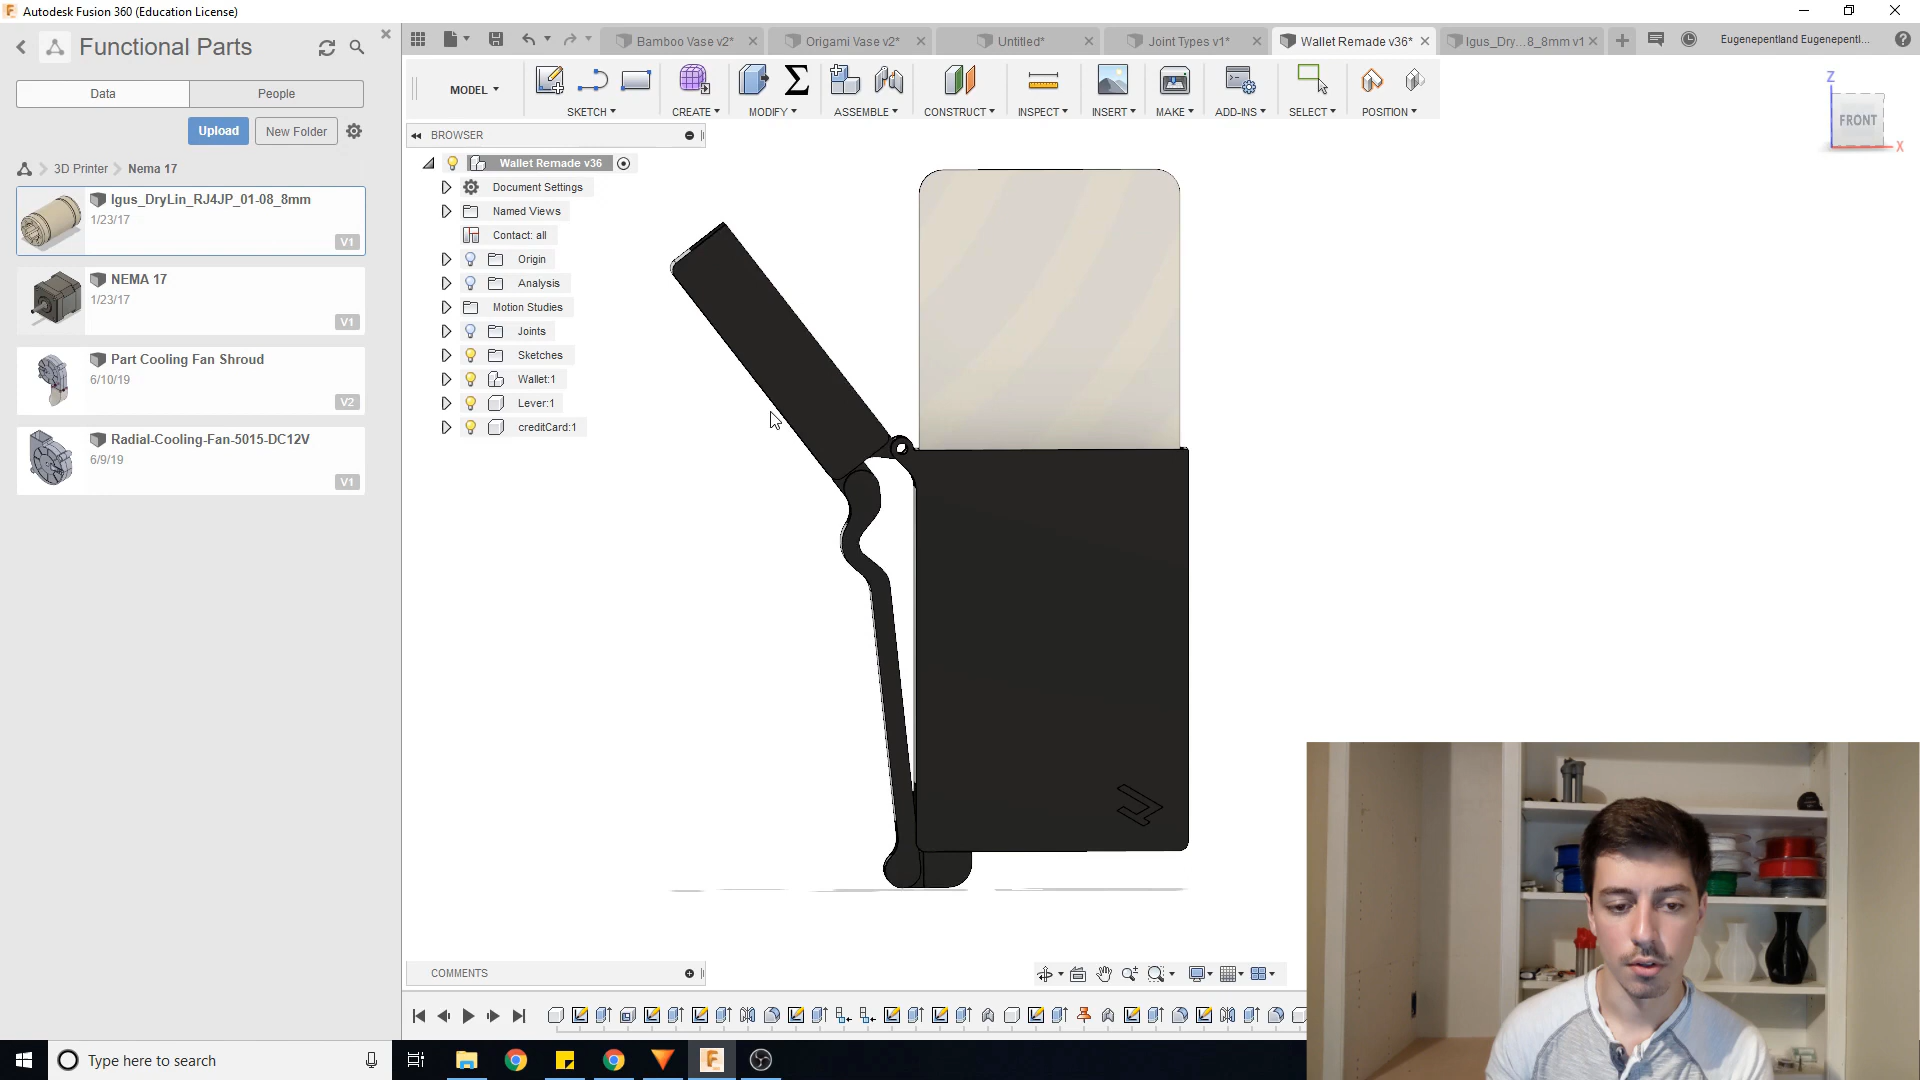 Autodesk Fusion 360 (Education License)
Functional Parts
Data
People
Upload
New Folder
3D Printer
Nema 17
Igus_DryLin_RJ4JP_01-08_8mm
1/23/17
V1
NEMA 17
1/23/17
V1
Part Cooling Fan Shroud
6/10/19
V2
Radial-Cooling-Fan-5015-DC12V
6/9/19
V1
Bamboo Vase v2*
Origami Vase v2*
Untitled*
Joint Types v1*
Wallet Remade v36*
Igus_Dry...8_8mm v1
Eugenepentland Eugenepentl...
MODEL
SKETCH
CREATE
MODIFY
ASSEMBLE
CONSTRUCT
INSPECT
INSERT
MAKE
ADD-INS
SELECT
POSITION
Z
FRONT
X
BROWSER
Wallet Remade v36
Document Settings
Named Views
Contact: all
Origin
Analysis
Motion Studies
Joints
Sketches
Wallet:1
Lever:1
creditCard:1
COMMENTS
Type here to search